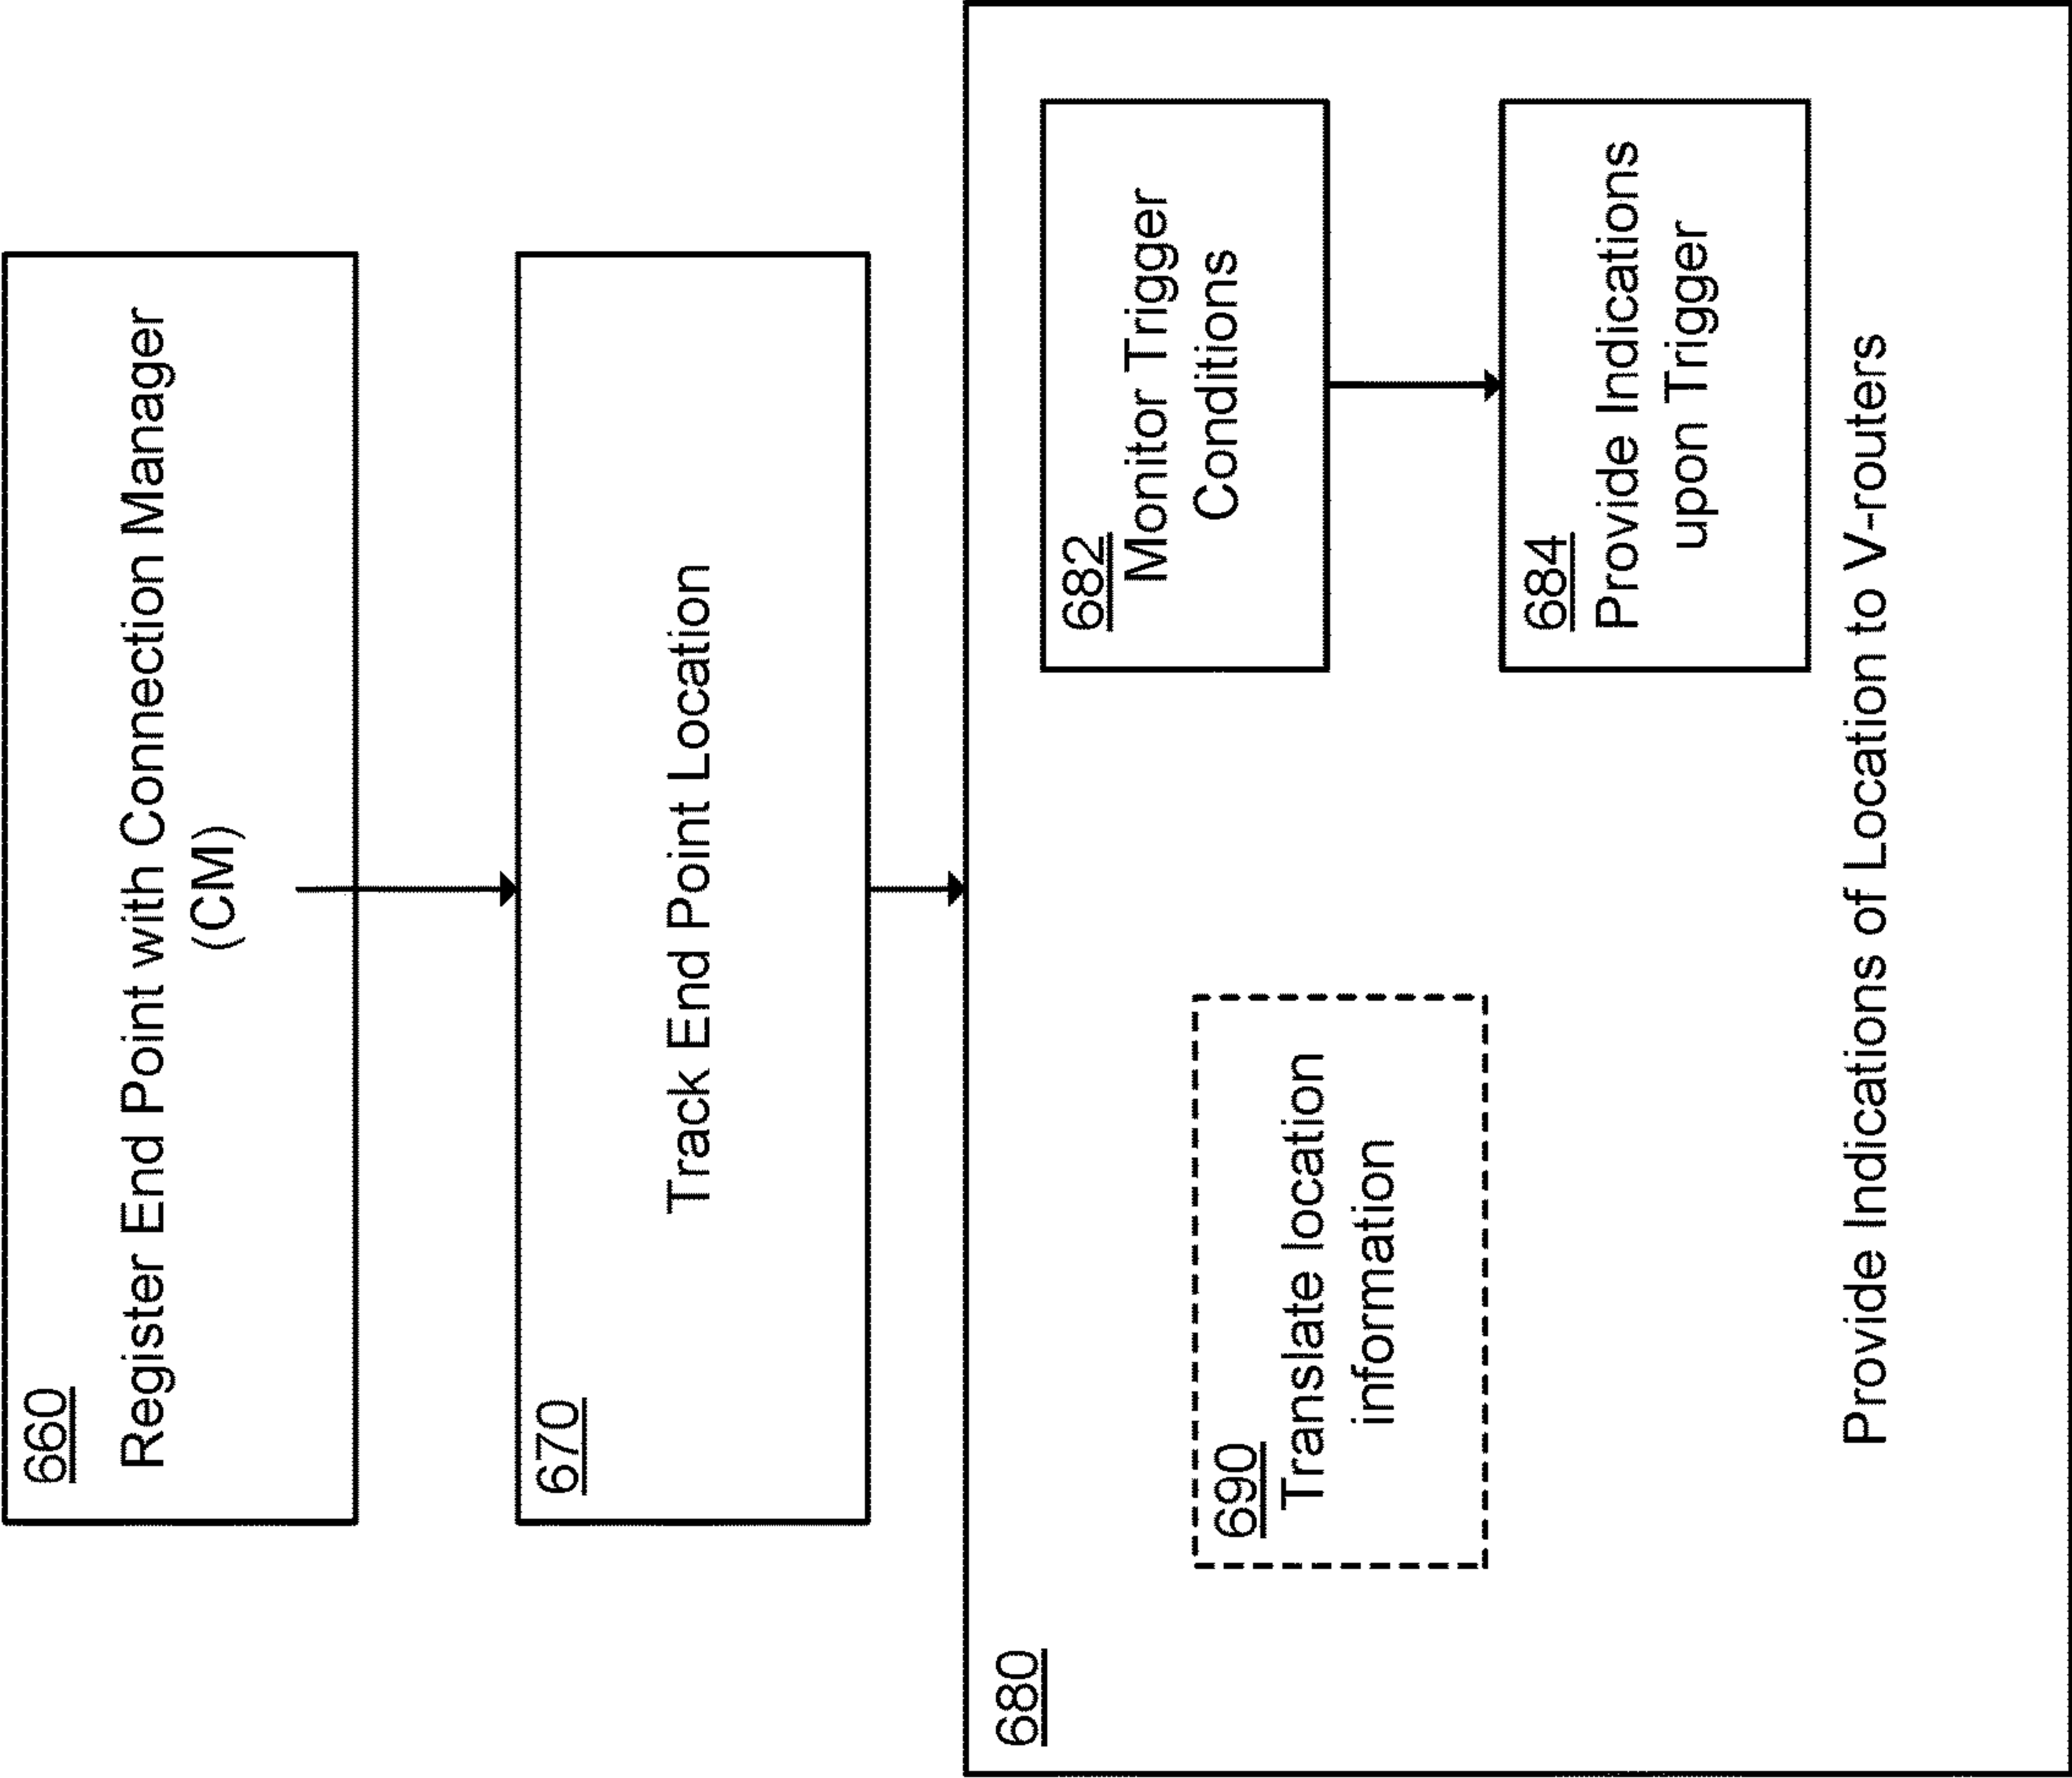 660
Register End Point with Connection Manager
(CM)
670
Track End Point Location
680
690
Translate location
information
682
Monitor Trigger
Conditions
684
Provide Indications
upon Trigger
Provide Indications of Location to V-routers